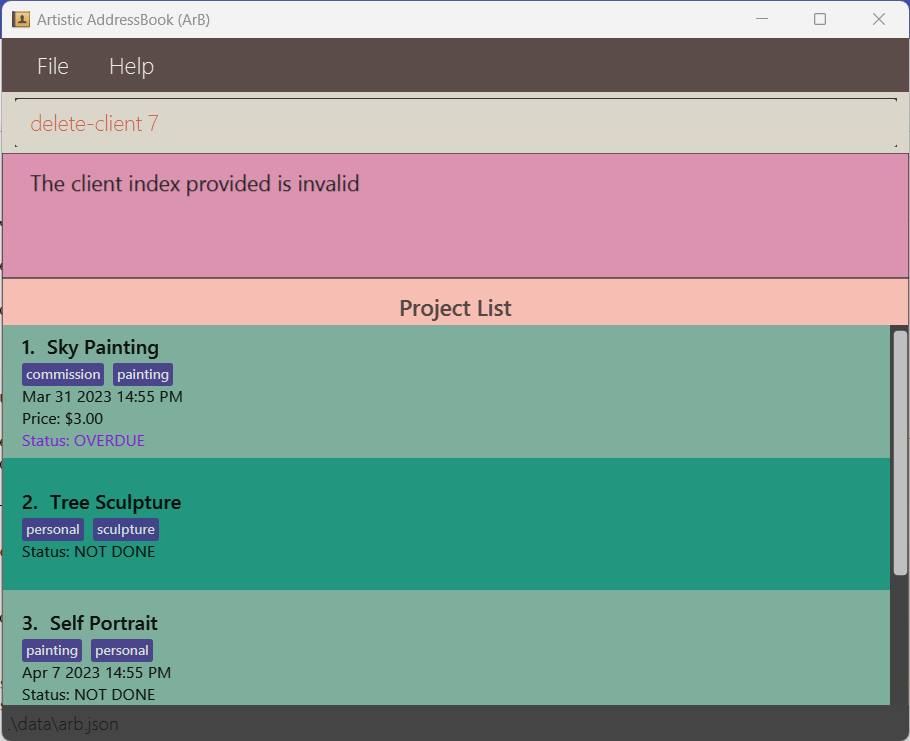 Artistic AddressBook (ArB)
File Help
delete-client 7
The client index provided is invalid
Project List
1. Sky Painting
commission painting
Mar 31 2023 14:55 PM
Price: $3.00
Status: OVERDUE
2. Tree Sculpture
personal sculpture
Status: NOT DONE
3. Self Portrait
painting personal
Apr 7 2023 14:55 PM
Status: NOT DONE
.\data\arb.json